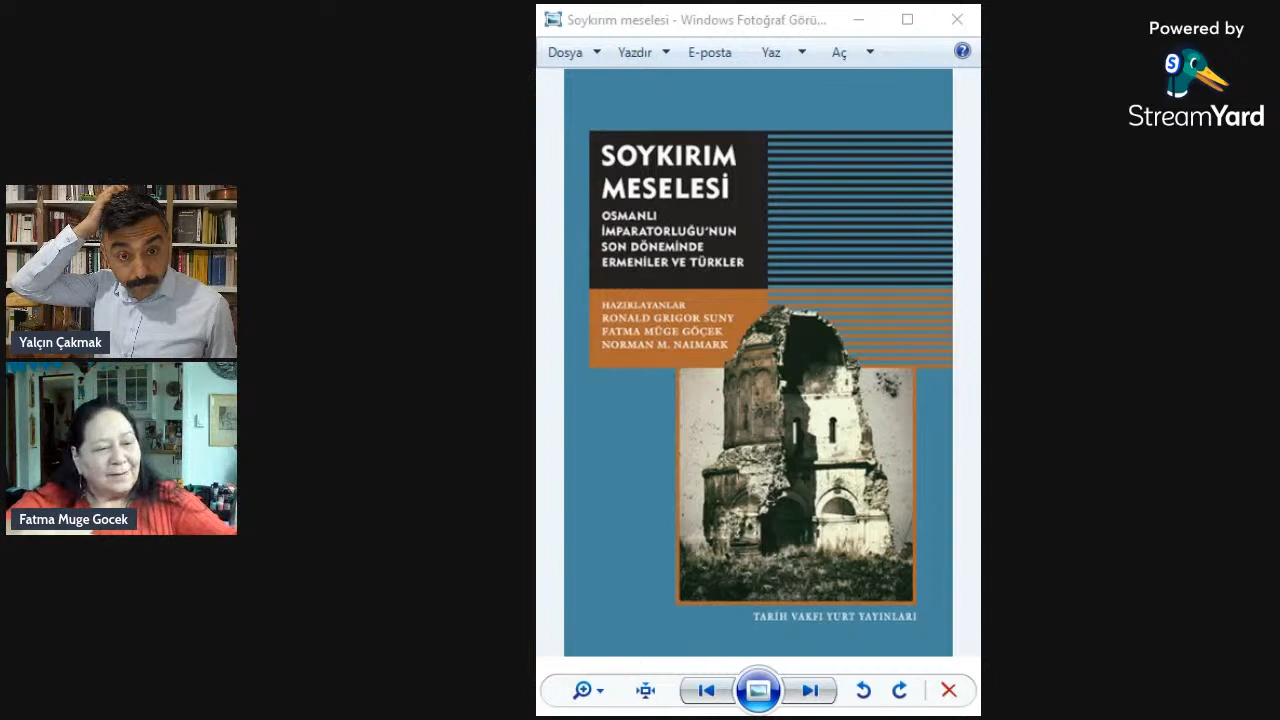 Soykırım meselesi - Windows Fotoğraf Görü...
Dosya Yazdır E-posta Yaz Aç
SOYKIRIM
MESELESİ
OSMANLI
İMPARATORLUĞU'NUN
SON DÖNEMİNDE
ERMENİLER VE TÜRKLER
HAZIRLAYANLAR
RONALD GRIGOR SUNY
FATMA MÜGE GÖÇEK
NORMAN M. NAIMARK
TARİH VAKFI YURT YAYINLARI
Yalçın Çakmak
Fatma Muge Gocek
Powered by
S
StreamYard